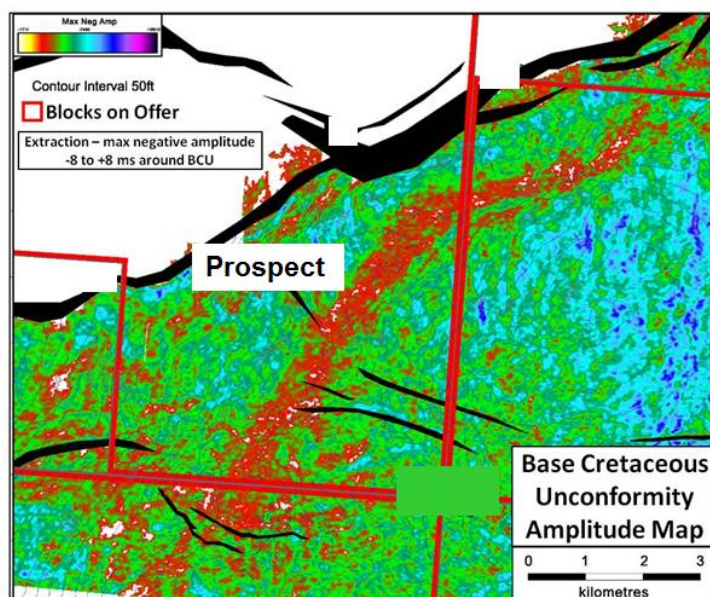 Max Neg Amp
Contour Interval 50ft
Blocks on Offer
Extraction – max negative amplitude
-8 to +8 ms around BCU
Prospect
Base Cretaceous
Unconformity
Amplitude Map
0 1 2 3
kilometres